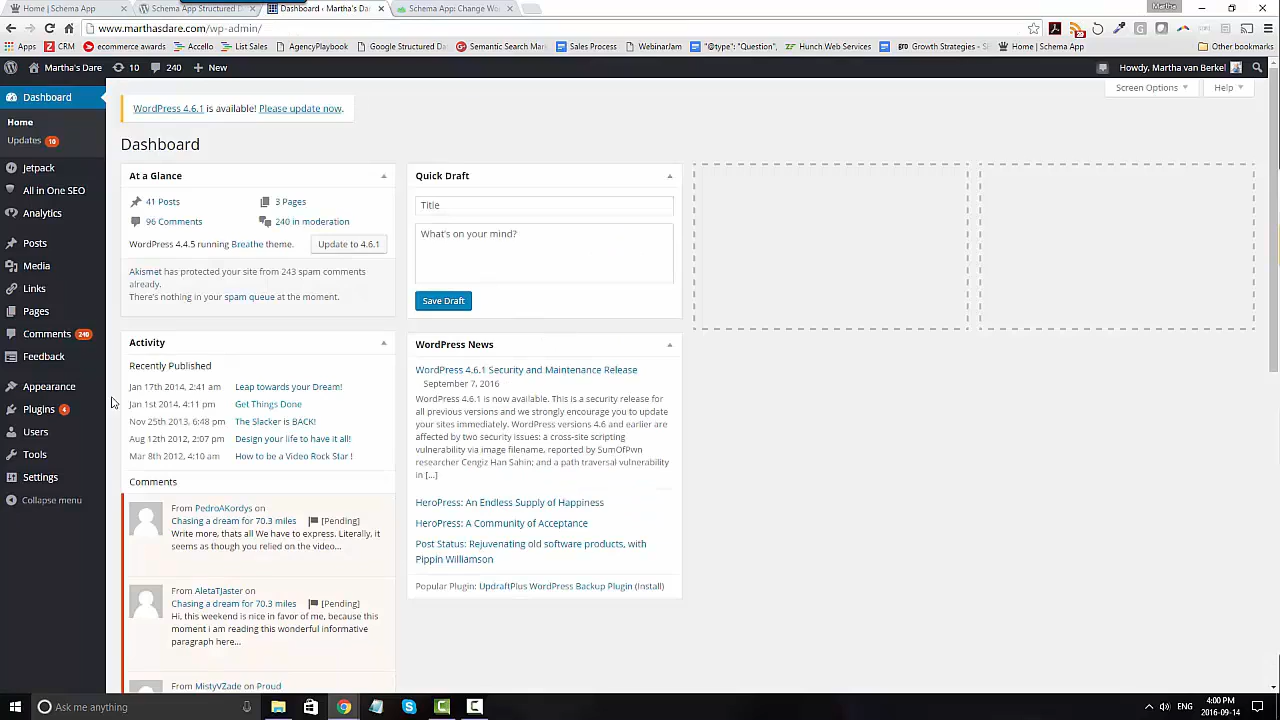 Home | Schema App
WordPress Structured D
Dashboard ‹ Martha's Da
Schema App: Change Wo
Martha
www.marthasdare.com/wp-admin/
Apps
CRM
ecommerce awards
Accello
List Sales
AgencyPlaybook
Google Structured D
Semantic Search Mark
Sales Process
WebinarJam
"@type": "Question",
Hunch Web Services
Growth Strategies - S
Home | Schema App
Other bookmarks
Martha's Dare
10
240
New
Howdy, Martha van Berkel
Screen Options
Help
Dashboard
Home
Updates 10
Jetpack
All in One SEO
Analytics
Posts
Media
Links
Pages
Comments 240
Feedback
Appearance
Plugins 4
Users
Tools
Settings
Collapse menu
WordPress 4.6.1 is available! Please update now.
Dashboard
At a Glance
41 Posts
3 Pages
96 Comments
240 in moderation
WordPress 4.4.5 running Breathe theme.
Update to 4.6.1
Akismet has protected your site from 243 spam comments
already.
There's nothing in your spam queue at the moment.
Activity
Recently Published
Jan 17th 2014, 2:41 am Leap towards your Dream!
Jan 1st 2014, 4:11 pm Get Things Done
Nov 25th 2013, 6:48 pm The Slacker is BACK!
Aug 12th 2012, 2:07 pm Design your life to have it all!
Mar 8th 2012, 4:10 am How to be a Video Rock Star !
Comments
From PedroAKordys on
Chasing a dream for 70.3 miles [Pending]
Write more, thats all We have to express. Literally, it
seems as though you relied on the video...
From AletaTJaster on
Chasing a dream for 70.3 miles [Pending]
Hi, this weekend is nice in favor of me, because this
moment i am reading this wonderful informative
paragraph here...
From MistyVZade on Proud
Quick Draft
Title
What's on your mind?
Save Draft
WordPress News
WordPress 4.6.1 Security and Maintenance Release
September 7, 2016
WordPress 4.6.1 is now available. This is a security release for
all previous versions and we strongly encourage you to update
your sites immediately. WordPress versions 4.6 and earlier are
affected by two security issues: a cross-site scripting
vulnerability via image filename, reported by SumOfPwn
researcher Cengiz Han Sahin; and a path traversal vulnerability
in [...]
HeroPress: An Endless Supply of Happiness
HeroPress: A Community of Acceptance
Post Status: Rejuvenating old software products, with
Pippin Williamson
Popular Plugin: UpdraftPlus WordPress Backup Plugin (Install)
Ask me anything
ENG
4:00 PM
2016-09-14